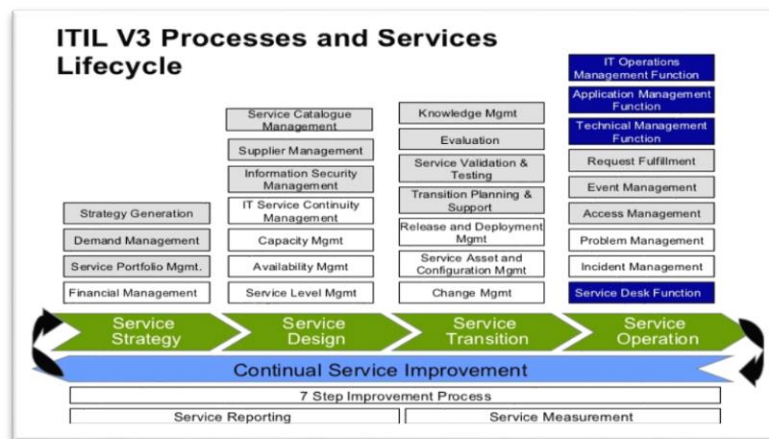 ITIL V3 Processes and Services
Lifecycle
Strategy Generation
Demand Management
Service Portfolio Mgmt.
Financial Management
Service Catalogue
Management
Supplier Management
Information Security
Management
IT Service Continuity
Management
Capacity Mgmt
Availability Mgmt
Service Level Mgmt
Knowledge Mgmt
Evaluation
Service Validation &
Testing
Transition Planning &
Support
Release and Deployment
Mgmt
Service Asset and
Configuration Mgmt
Change Mgmt
IT Operations
Management Function
Application Management
Function
Technical Management
Function
Request Fulfillment
Event Management
Access Management
Problem Management
Incident Management
Service Desk Function
Service
Strategy
Service
Design
Service
Transition
Service
Operation
Continual Service Improvement
7 Step Improvement Process
Service Reporting
Service Measurement